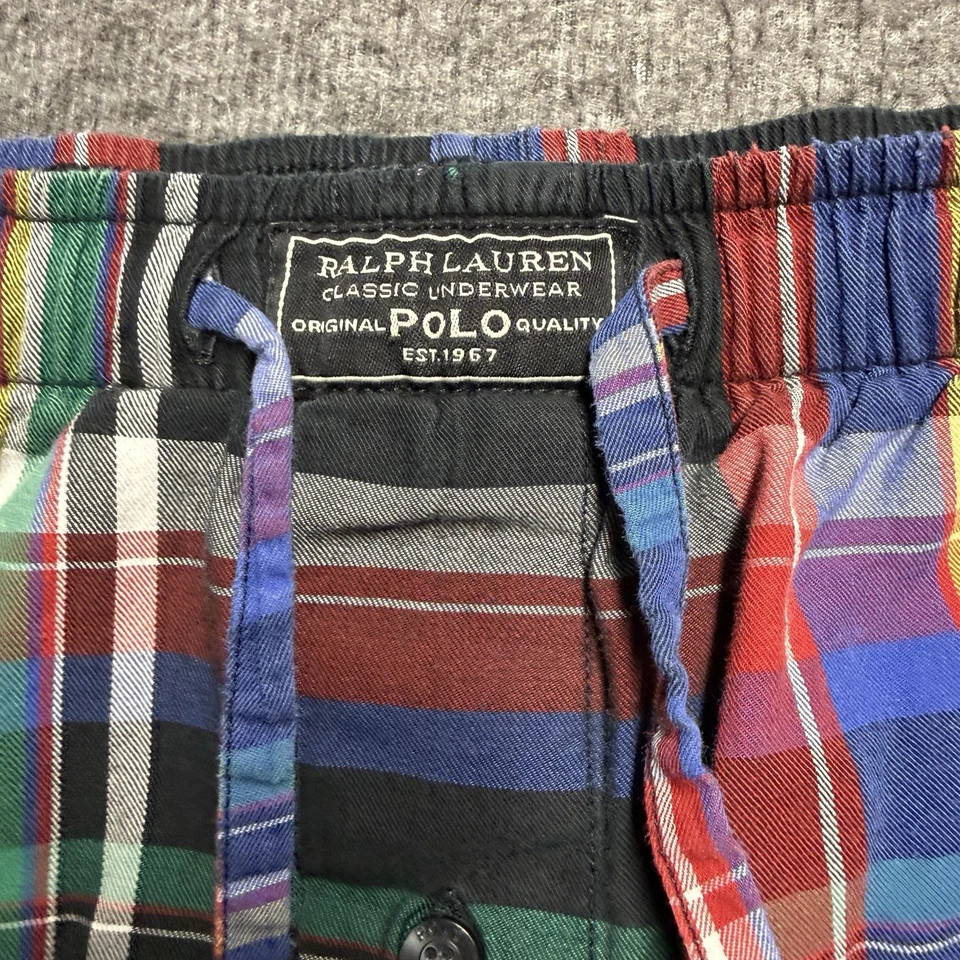 RALPH LAUREN
CLASSIC UNDERWEAR
ORIGINAL POLO QUALITY
EST.1967